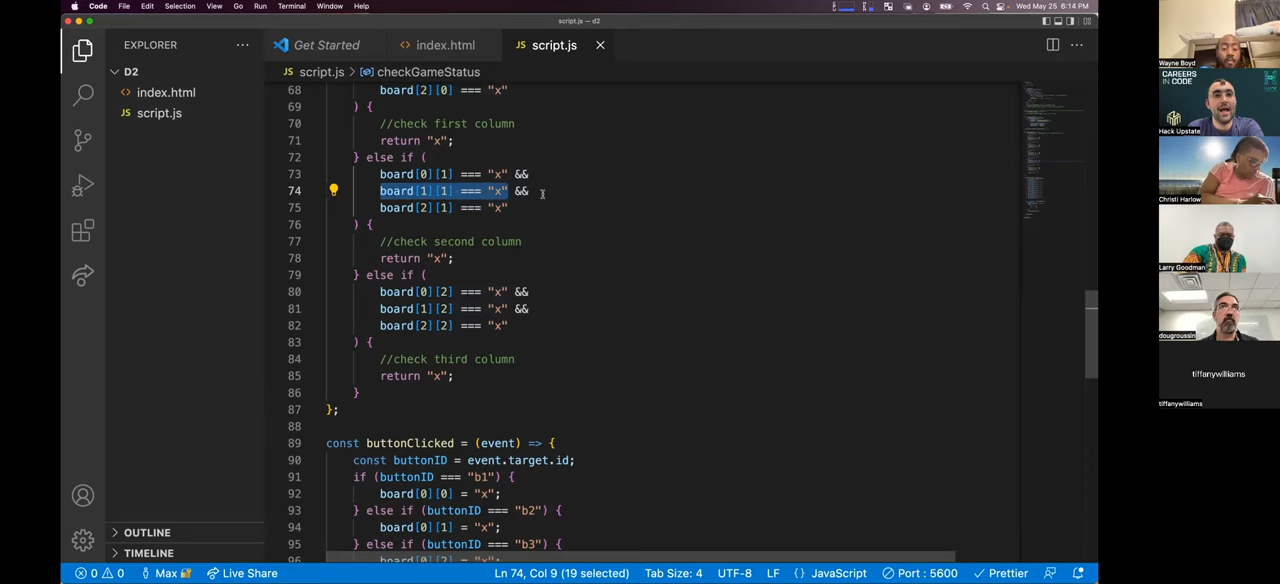 Code File Edit Selection View Go Run Terminal Window Help
Wed May 25 6:14 PM
script.js — d2
EXPLORER
Get Started
index.html
script.js
D2
script.js > checkGameStatus
index.html
script.js
68 board[2][0] === "x"
69 ) {
70 //check first column
71 return "x";
72 } else if (
73 board[0][1] === "x" &&
74 board[1][1] === "x" &&
75 board[2][1] === "x"
76 ) {
77 //check second column
78 return "x";
79 } else if (
80 board[0][2] === "x" &&
81 board[1][2] === "x" &&
82 board[2][2] === "x"
83 ) {
84 //check third column
85 return "x";
86 }
87 };
88
89 const buttonClicked = (event) => {
90 const buttonID = event.target.id;
91 if (buttonID === "b1") {
92 board[0][0] = "x";
93 } else if (buttonID === "b2") {
94 board[0][1] = "x";
95 } else if (buttonID === "b3") {
96 board[0][2] = "x";
OUTLINE
TIMELINE
0 0 Max Live Share
Ln 74, Col 9 (19 selected) Tab Size: 4 UTF-8 LF {} JavaScript Port : 5600 Prettier
Wayne Boyd
CAREERS
IN CODE
Hack Upstate
Christi Harlow
Larry Goodman
dougroussin
tiffanywilliams
tiffanywilliams